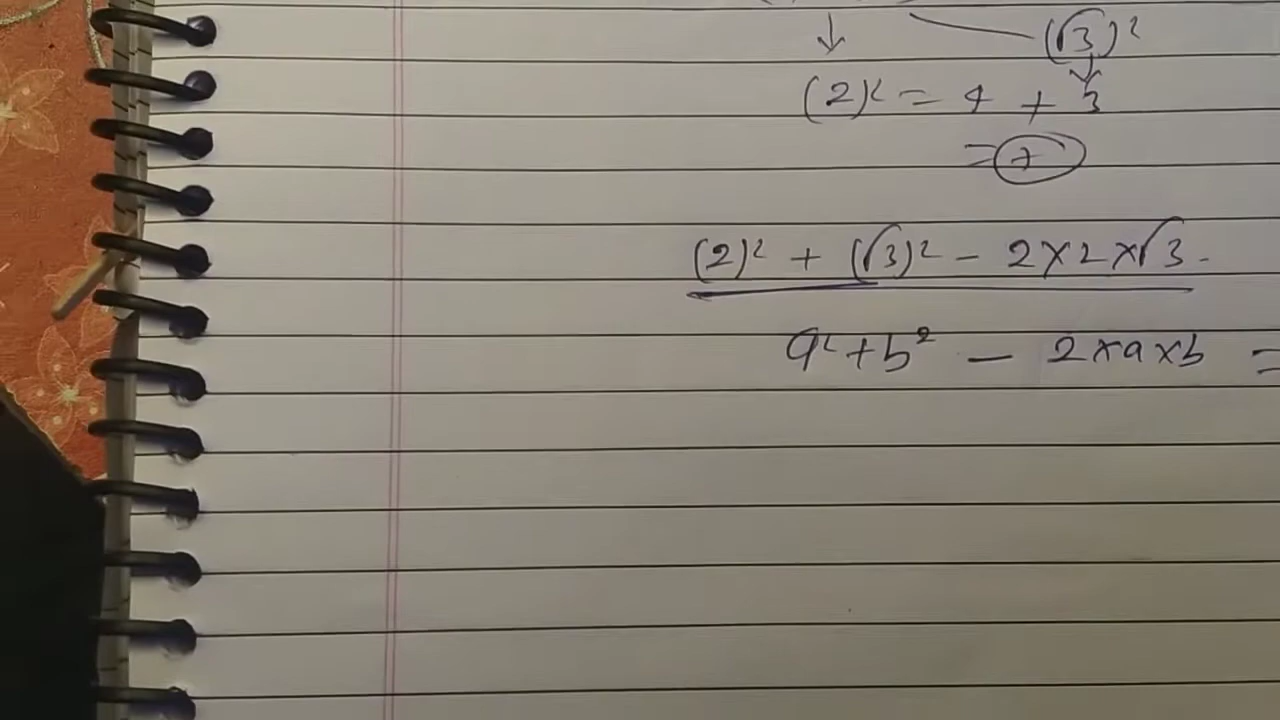 (√3)²
(2)² = 4 + 3
= 7
(2)² + (√3)² - 2×2×√3
a² + b² - 2×a×b =